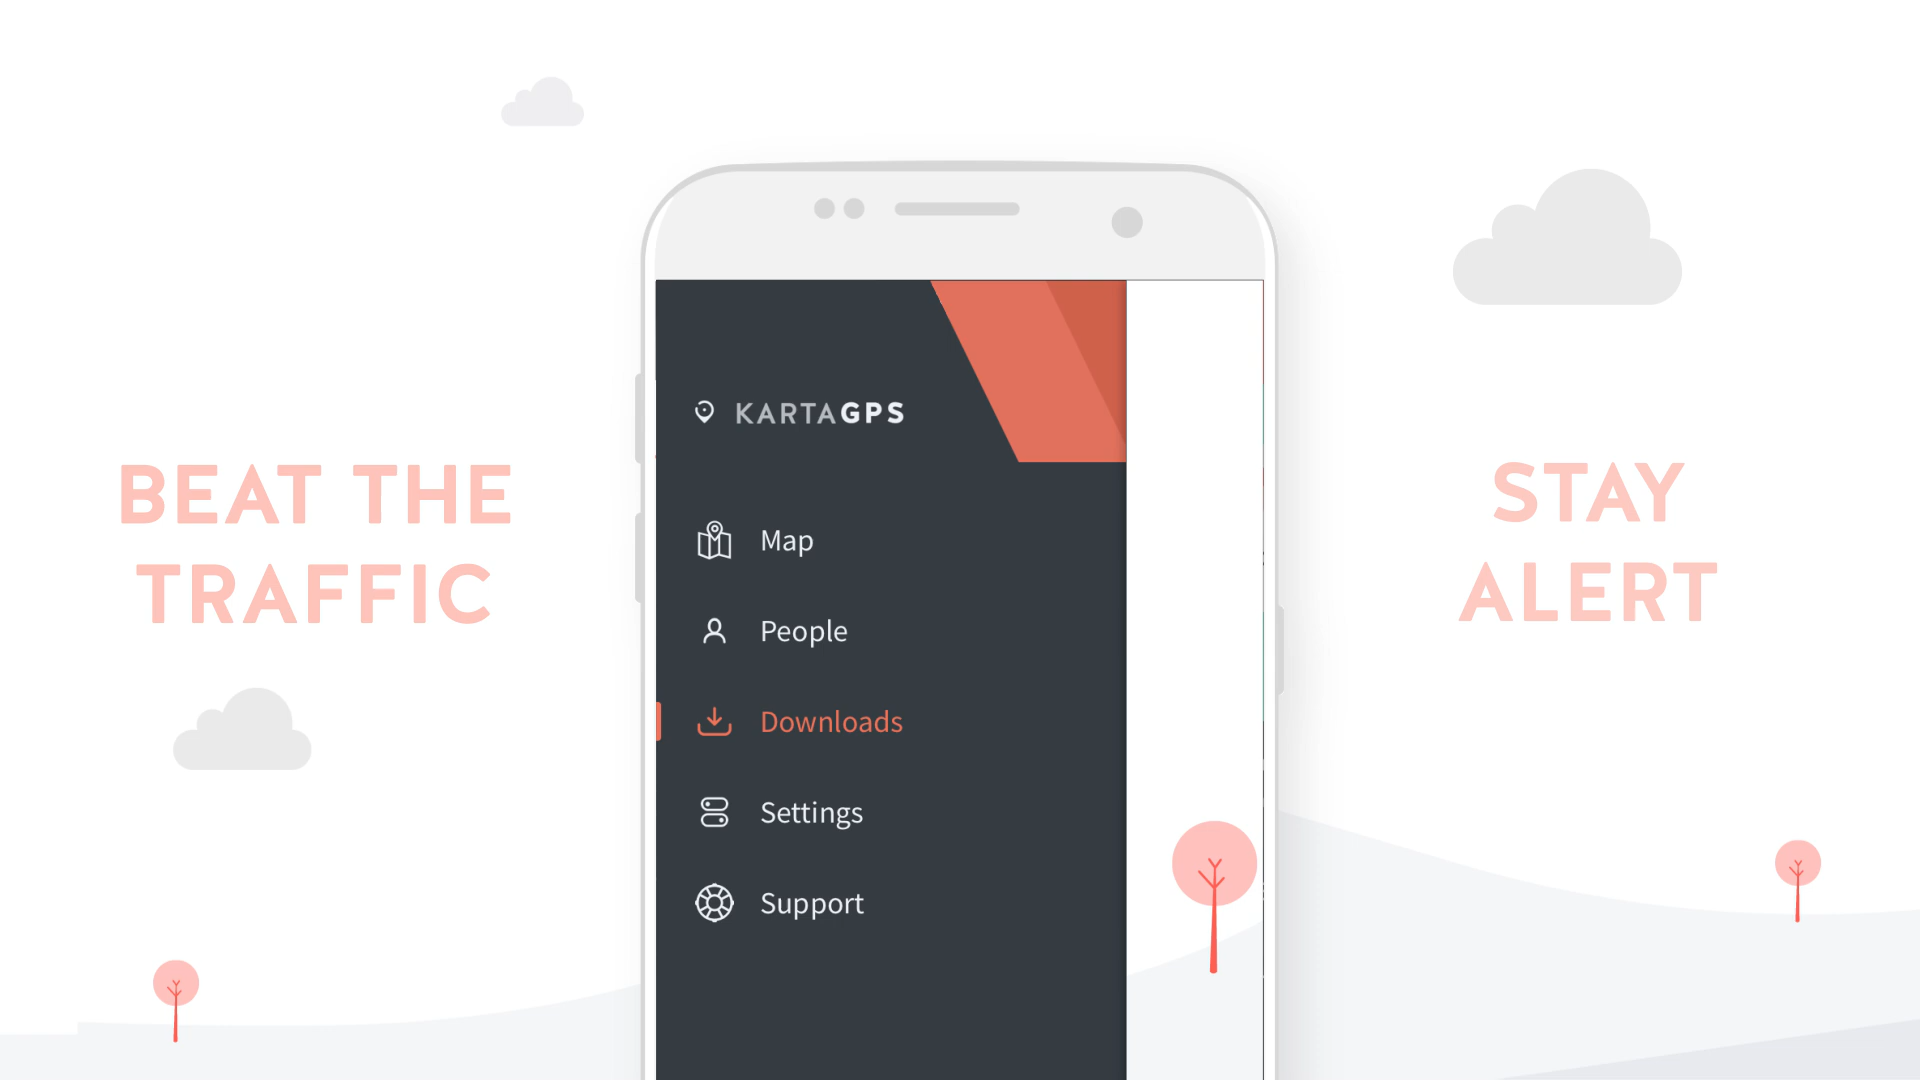 BEAT THE
TRAFFIC
KARTAGPS
Map
People
Downloads
Settings
Support
STAY
ALERT